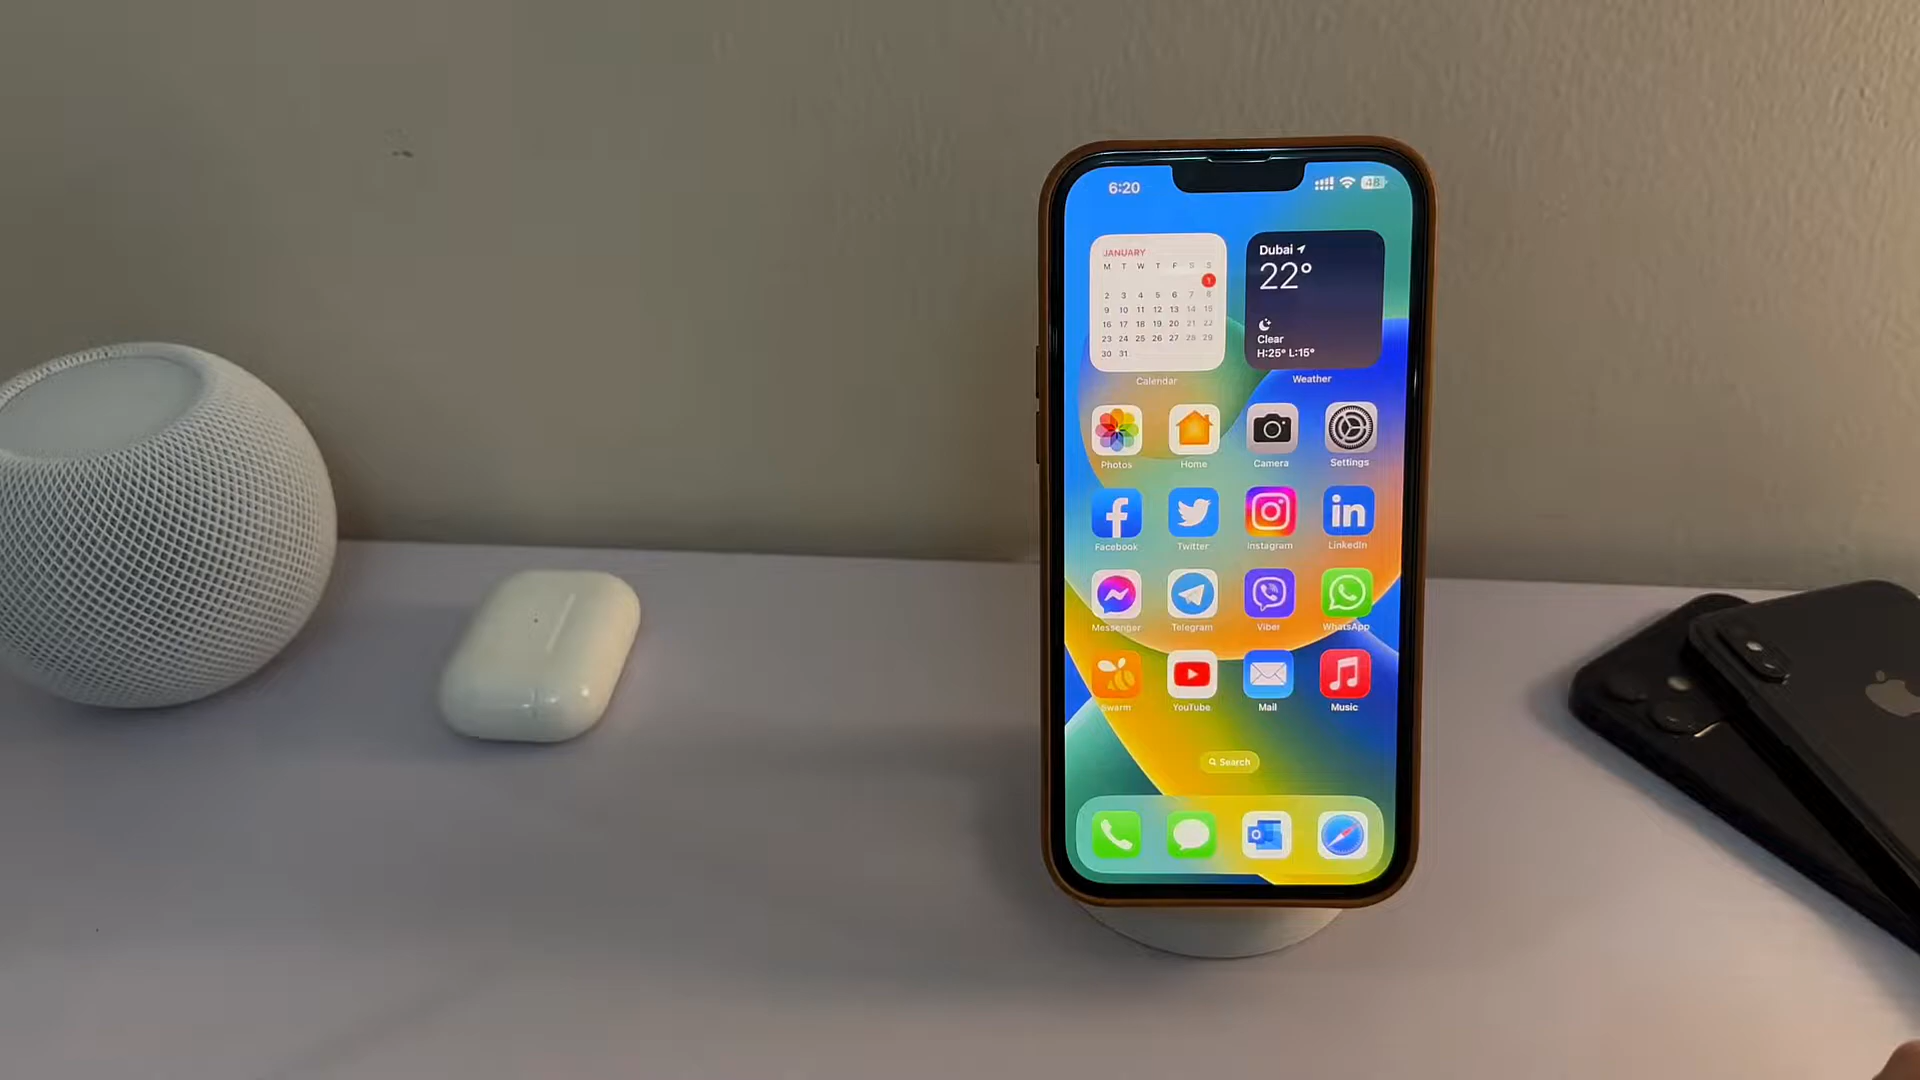 6:20
48
JANUARY
M T W T F S S
1
2 3 4 5 6 7 8
9 10 11 12 13 14 15
16 17 18 19 20 21 22
23 24 25 26 27 28 29
30 31
Calendar
Dubai
22°
Clear
H:25° L:15°
Weather
Photos Home Camera Settings
Facebook Twitter Instagram LinkedIn
Messenger Telegram Viber WhatsApp
Swarm YouTube Mail Music
Search